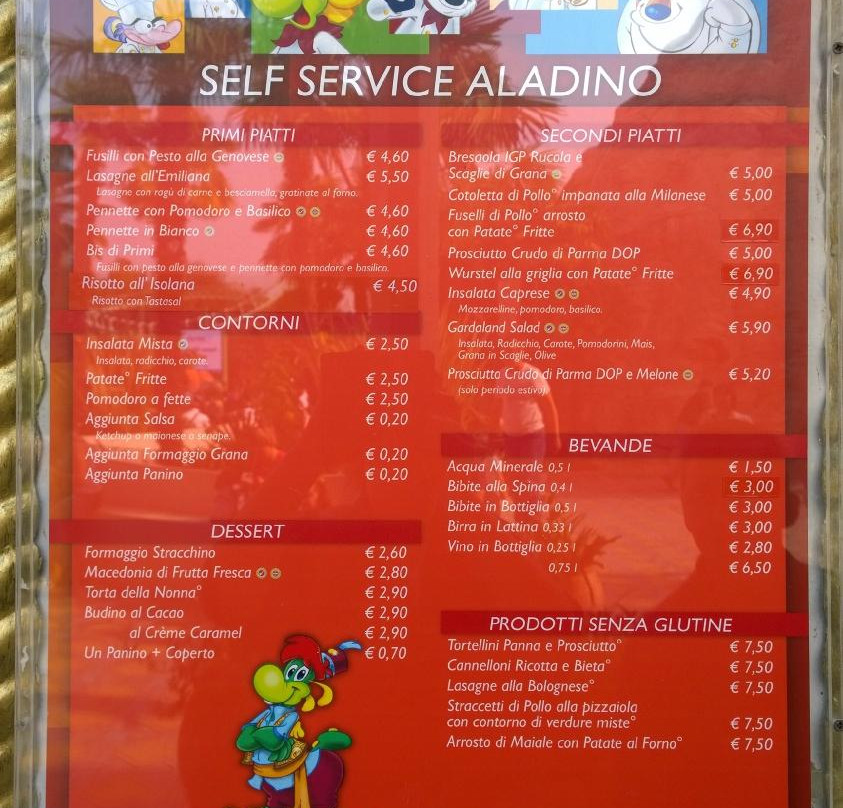 SELF SERVICE ALADINO
PRIMI PIATTI
Fusilli con Pesto alla Genovese € 4,60
Lasagne all'Emiliana € 5,50
Lasagne con ragù di carne e besciamella, gratinate al forno.
Pennette con Pomodoro e Basilico € 4,60
Pennette in Bianco € 4,60
Bis di Primi € 4,60
Fusilli con pesto alla genovese e pennette con pomodoro e basilico.
Risotto all' Isolana € 4,50
Risotto con Tastasal
CONTORNI
Insalata Mista € 2,50
Insalata, radicchio, carote.
Patate° Fritte € 2,50
Pomodoro a fette € 2,50
Aggiunta Salsa € 0,20
Ketchup o maionese o senape.
Aggiunta Formaggio Grana € 0,20
Aggiunta Panino € 0,20
DESSERT
Formaggio Stracchino € 2,60
Macedonia di Frutta Fresca € 2,80
Torta della Nonna° € 2,90
Budino al Cacao € 2,90
al Crème Caramel € 2,90
Un Panino + Coperto € 0,70
SECONDI PIATTI
Bresaola IGP Rucola e
Scaglie di Grana € 5,00
Cotoletta di Pollo° impanata alla Milanese € 5,00
Fuselli di Pollo° arrosto
con Patate° Fritte € 6,90
Prosciutto Crudo di Parma DOP € 5,00
Wurstel alla griglia con Patate° Fritte € 6,90
Insalata Caprese € 4,90
Mozzarelline, pomodoro, basilico.
Gardaland Salad € 5,90
Insalata, Radicchio, Carote, Pomodorini, Mais,
Grana in Scaglie, Olive
Prosciutto Crudo di Parma DOP e Melone € 5,20
(solo periodo estivo)
BEVANDE
Acqua Minerale 0,5 l € 1,50
Bibite alla Spina 0,4 l € 3,00
Bibite in Bottiglia 0,5 l € 3,00
Birra in Lattina 0,33 l € 3,00
Vino in Bottiglia 0,25 l € 2,80
0,75 l € 6,50
PRODOTTI SENZA GLUTINE
Tortellini Panna e Prosciutto° € 7,50
Cannelloni Ricotta e Bieta° € 7,50
Lasagne alla Bolognese° € 7,50
Straccetti di Pollo alla pizzaiola
con contorno di verdure miste° € 7,50
Arrosto di Maiale con Patate al Forno° € 7,50